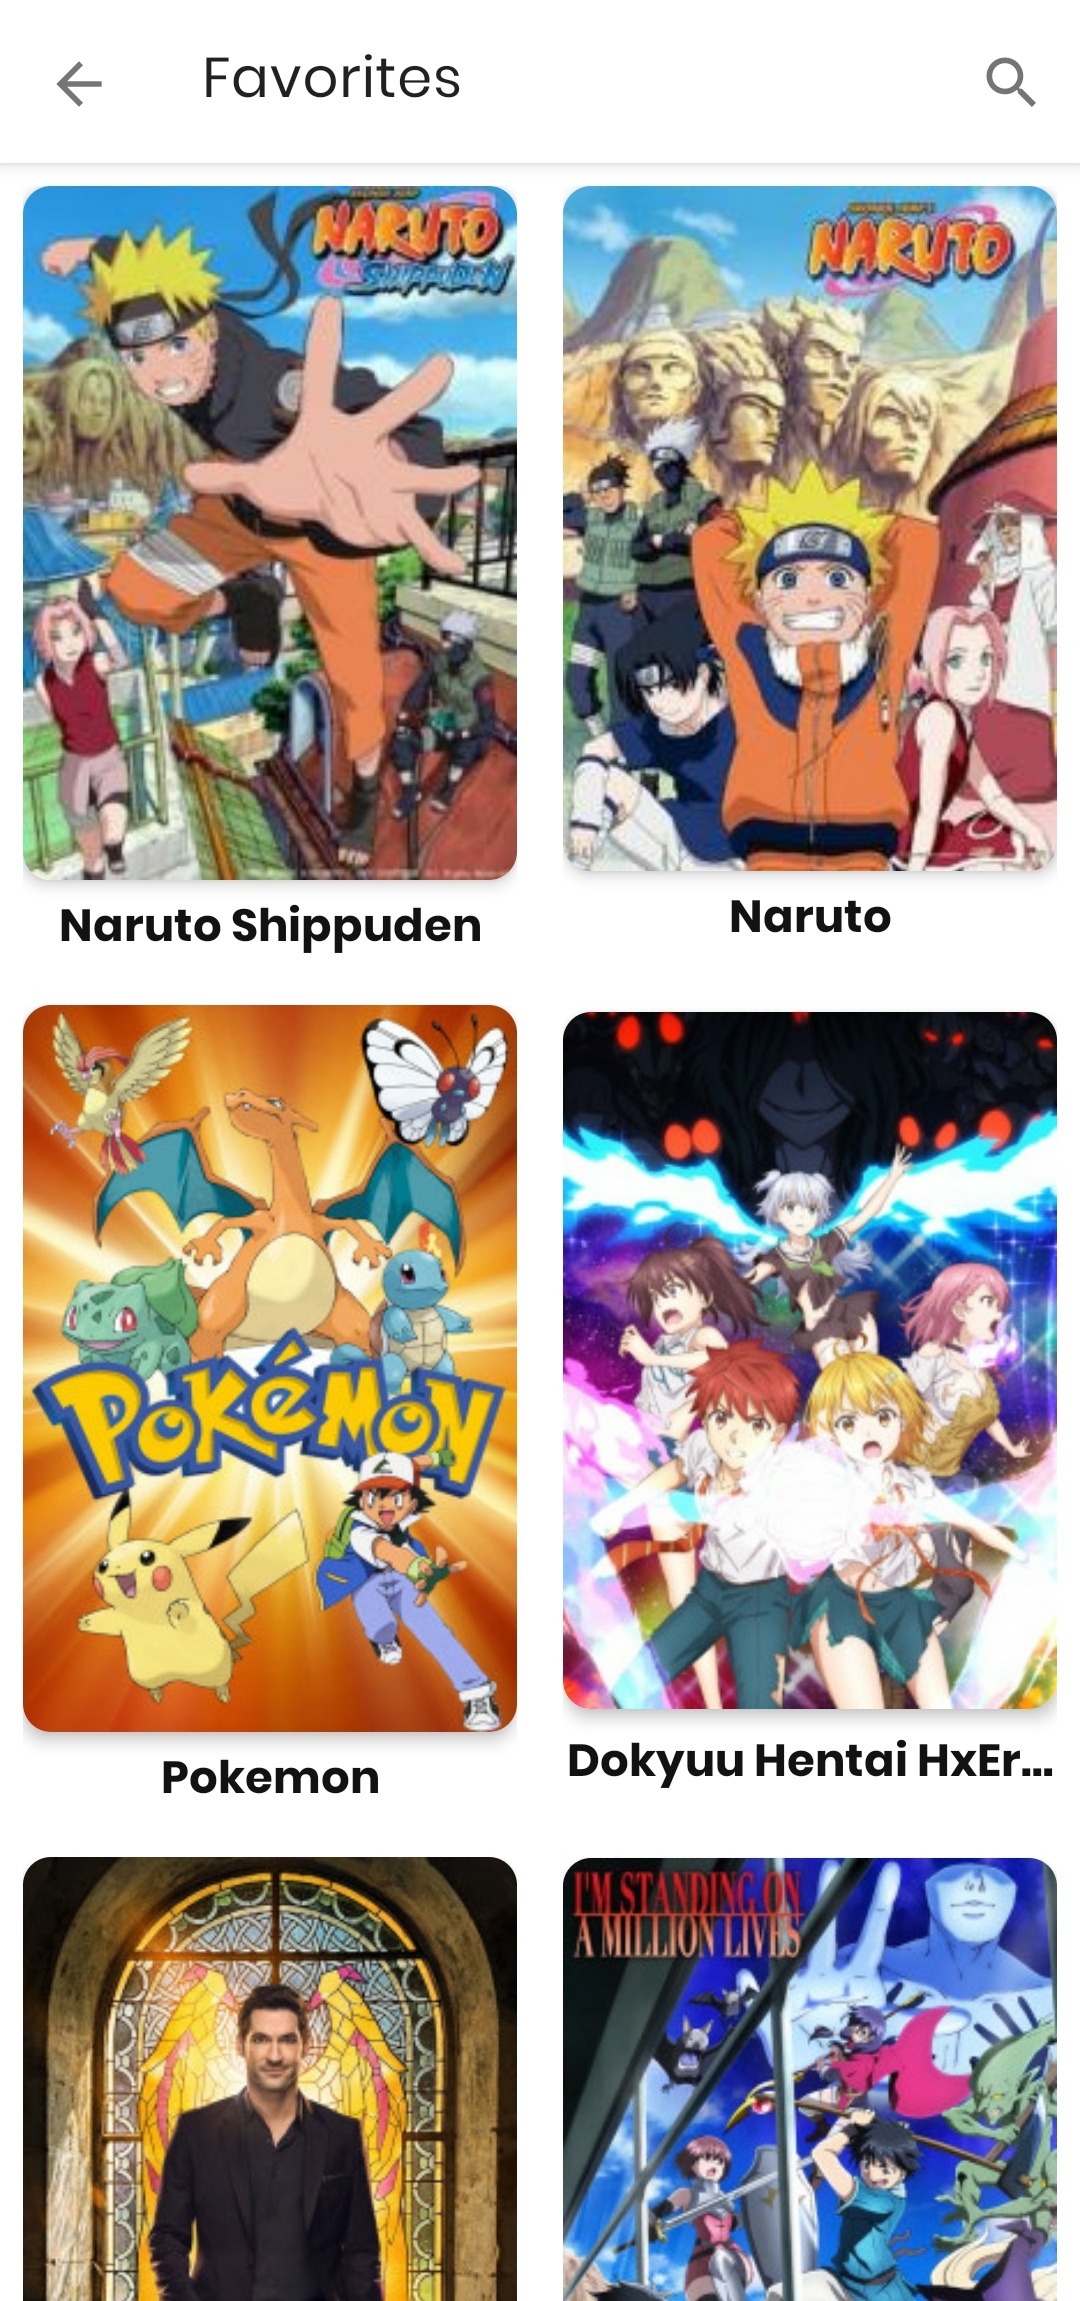 Favorites
NARUTO
SHIPPUDEN
NARUTO
Naruto Shippuden
Naruto
POKéMON
Pokemon
Dokyuu Hentai HxEr...
I'M STANDING ON
A MILLION LIVES